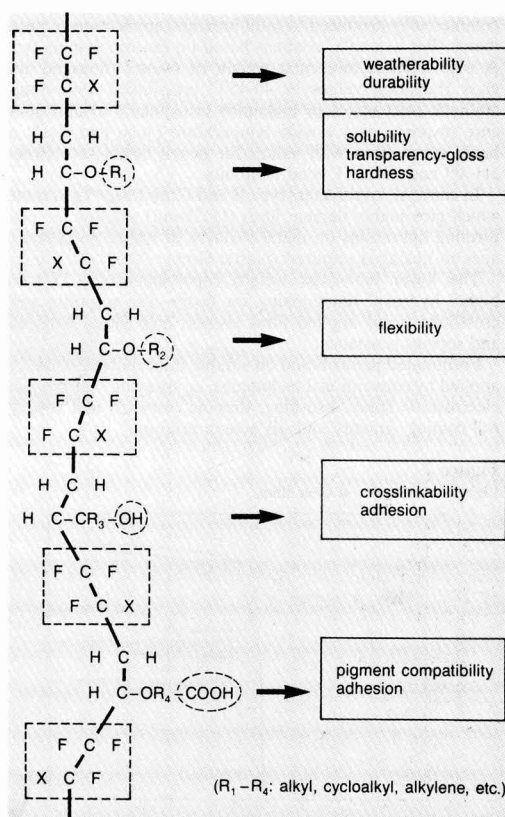 F C F
F C X
weatherability
durability
H C H
H C–O–R₁
solubility
transparency-gloss
hardness
F C F
X C F
H C H
H C–O–R₂
flexibility
F C F
F C X
H C H
H C–CR₃–OH
crosslinkability
adhesion
F C F
F C X
H C H
H C–OR₄–COOH
pigment compatibility
adhesion
F C F
X C F
(R₁–R₄: alkyl, cycloalkyl, alkylene, etc.)